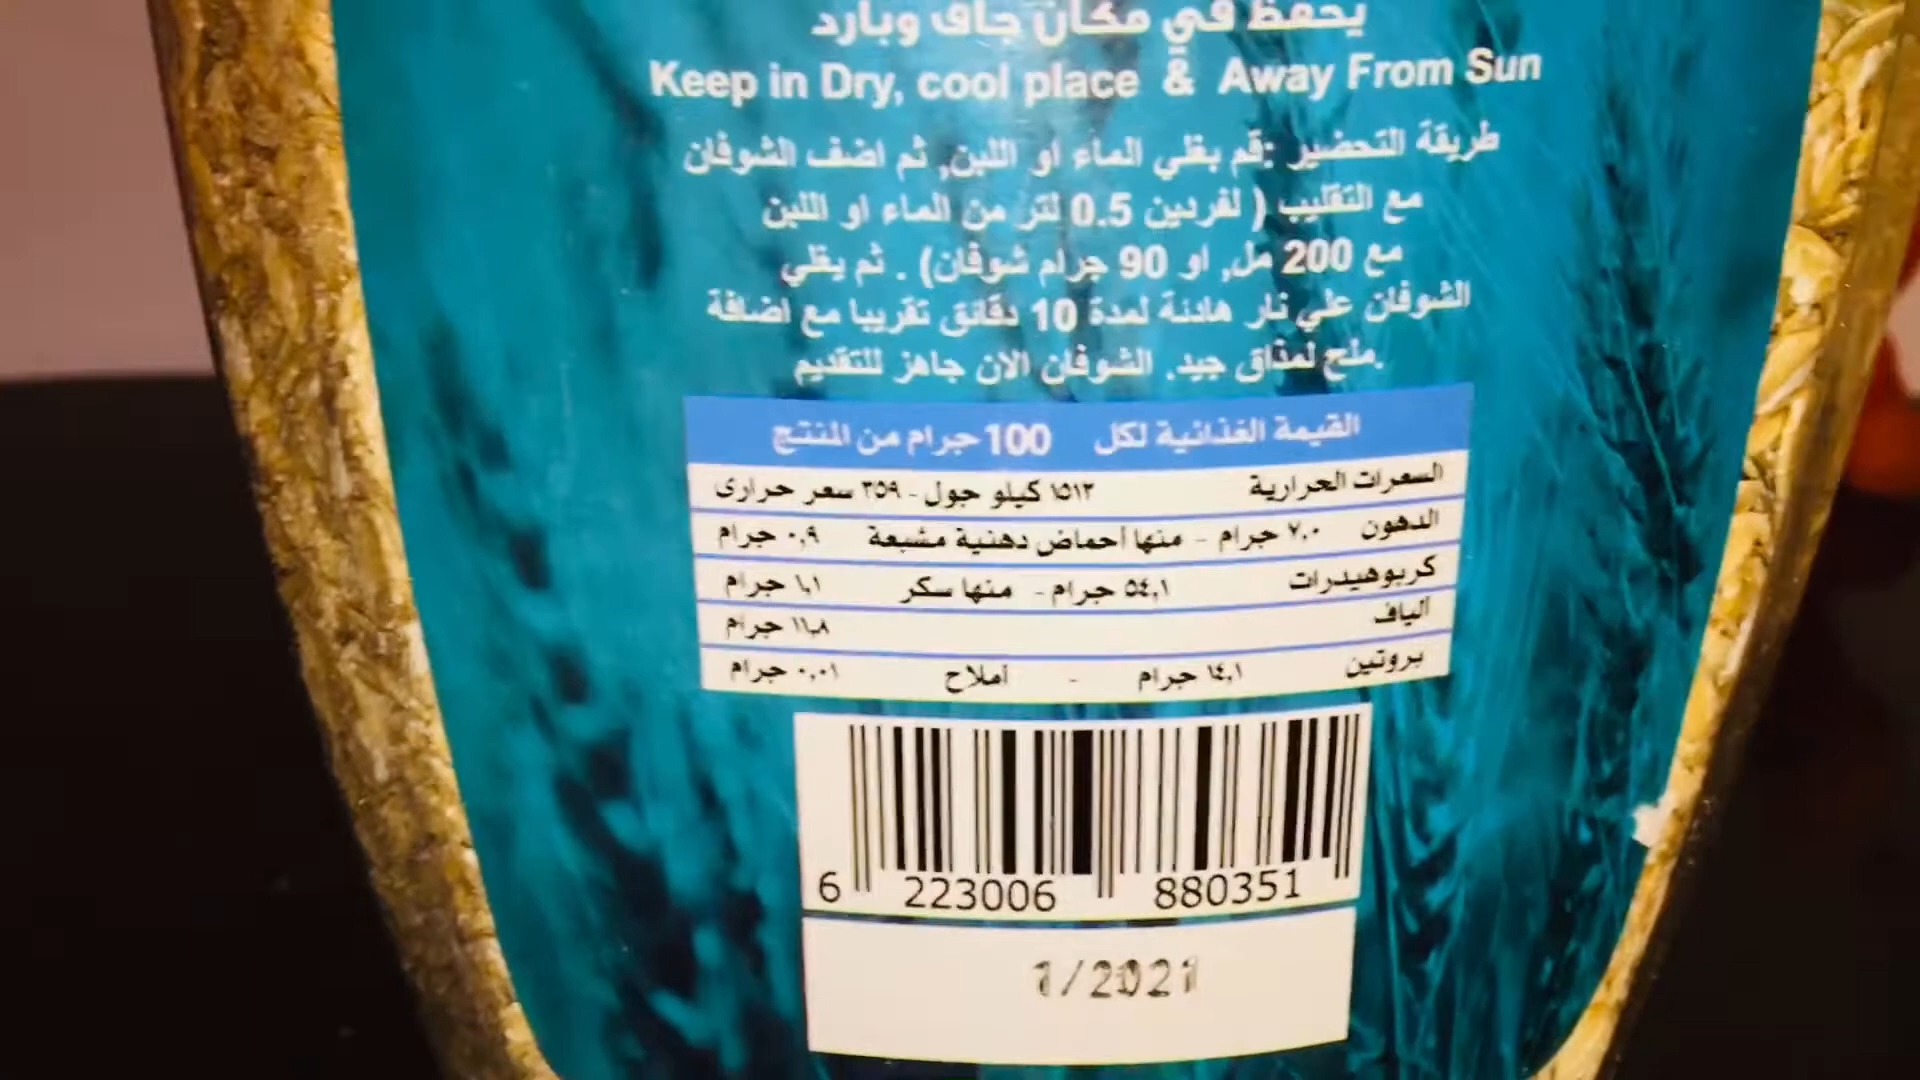 يحفظ في مكان جاف وبارد
Keep in Dry, cool place & Away From Sun
طريقة التحضير :قم بغلي الماء او اللبن, ثم اضف الشوفان
مع التقليب ( لفردين 0.5 لتر من الماء او اللبن
مع 200 مل, او 90 جرام شوفان) . ثم يغلي
الشوفان علي نار هادئة لمدة 10 دقائق تقريبا مع اضافة
.ملح لمذاق جيد. الشوفان الان جاهز للتقديم
القيمة الغذائية لكل 100 جرام من المنتج
السعرات الحرارية ١٥١٣ كيلو جول - ٣٥٩ سعر حرارى
الدهون ٧,٠ جرام - منها أحماض دهنية مشبعة ٠,٩ جرام
كربوهيدرات ٥٤,١ جرام - منها سكر ١,١ جرام
ألياف ١١,٨ جرام
بروتين ١٤,١ جرام - أملاح ٠,٠١ جرام
6 223006 880351
1/2021